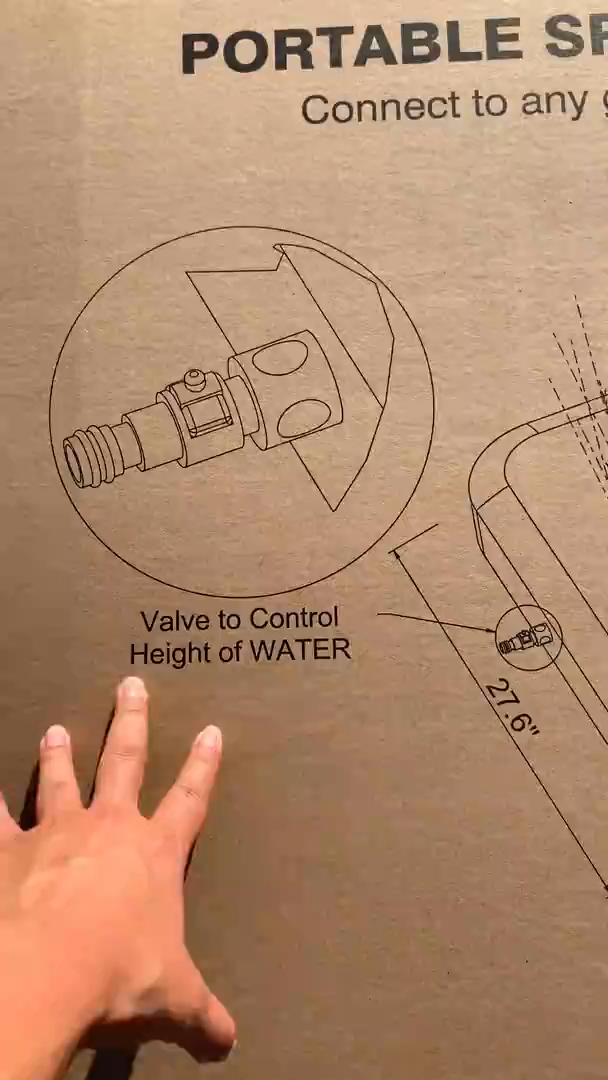 PORTABLE
Connect to any
Valve to Control
Height of WATER
27.6"